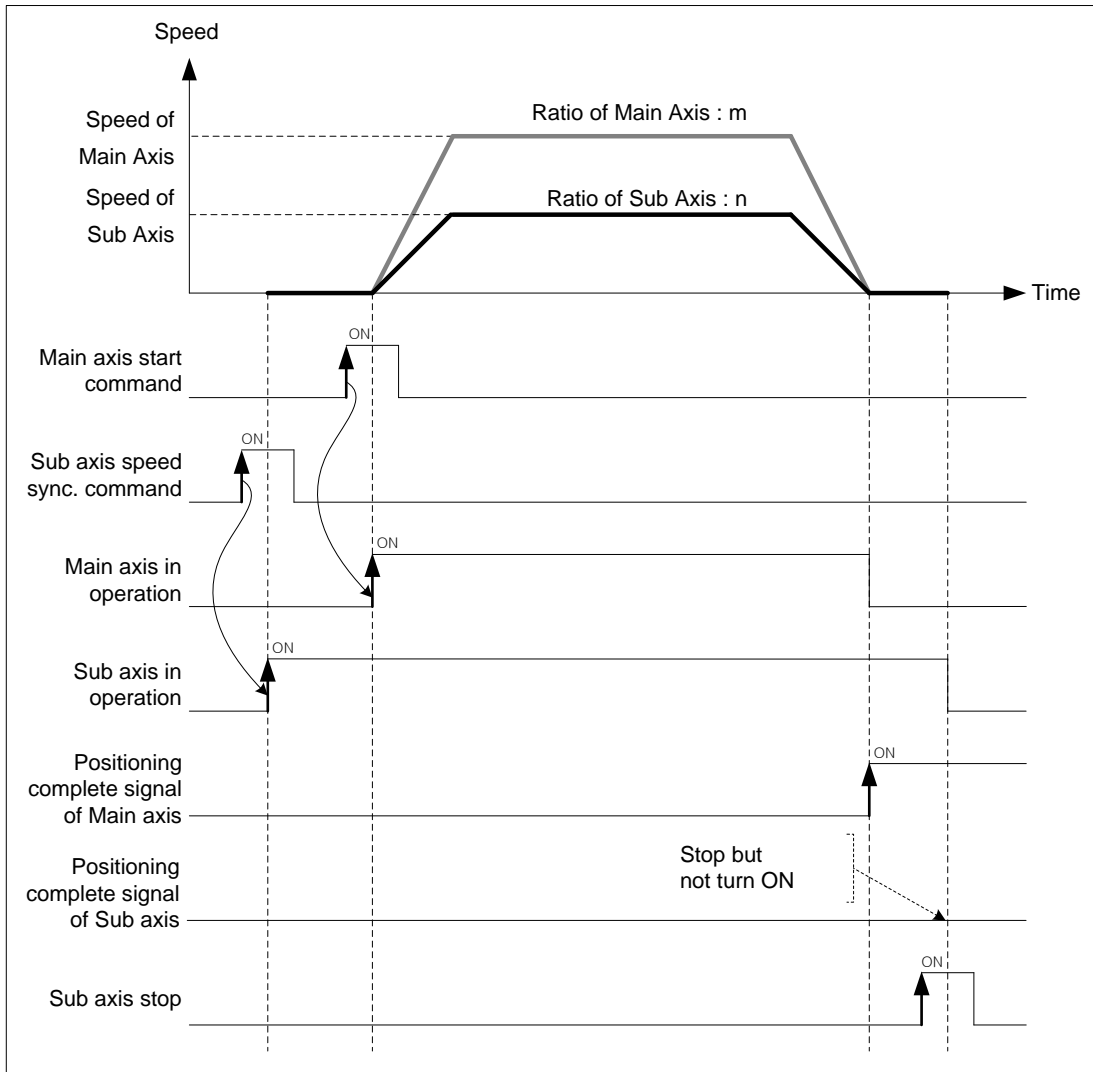 Speed
Speed of
Main Axis
Ratio of Main Axis : m
Speed of
Sub Axis
Ratio of Sub Axis : n
Time
Main axis start
command
ON
Sub axis speed
sync. command
ON
Main axis in
operation
ON
Sub axis in
operation
ON
Positioning
complete signal
of Main axis
ON
Positioning
complete signal
of Sub axis
Stop but
not turn ON
Sub axis stop
ON